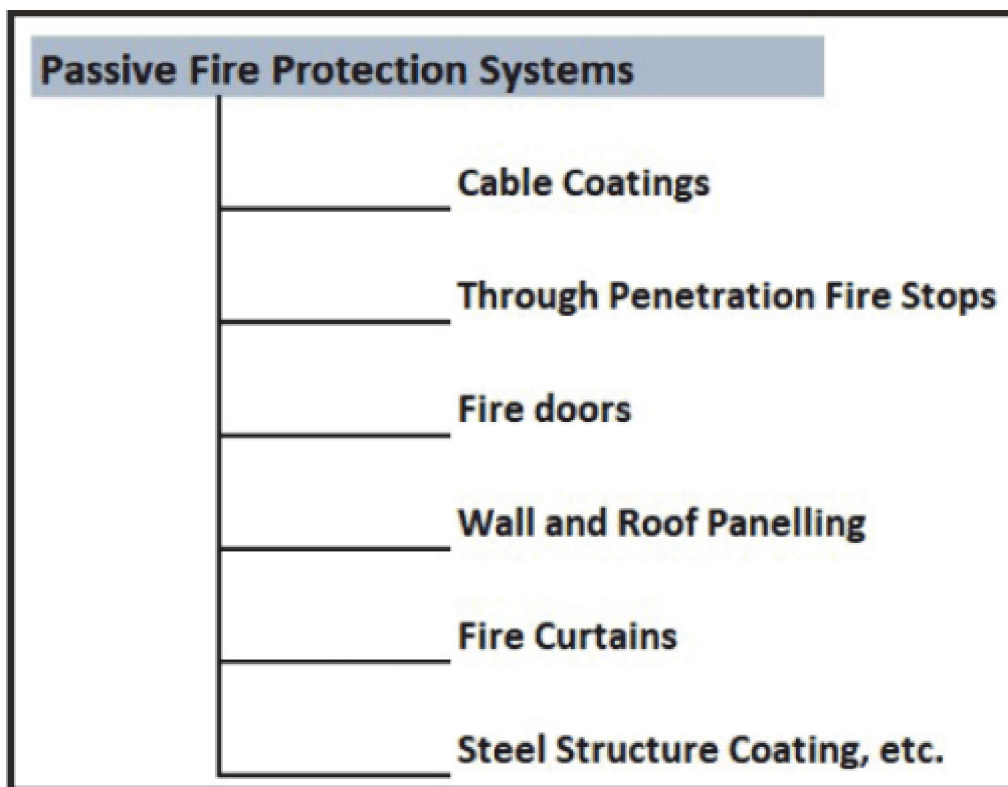 Passive Fire Protection Systems
Cable Coatings
Through Penetration Fire Stops
Fire doors
Wall and Roof Panelling
Fire Curtains
Steel Structure Coating, etc.